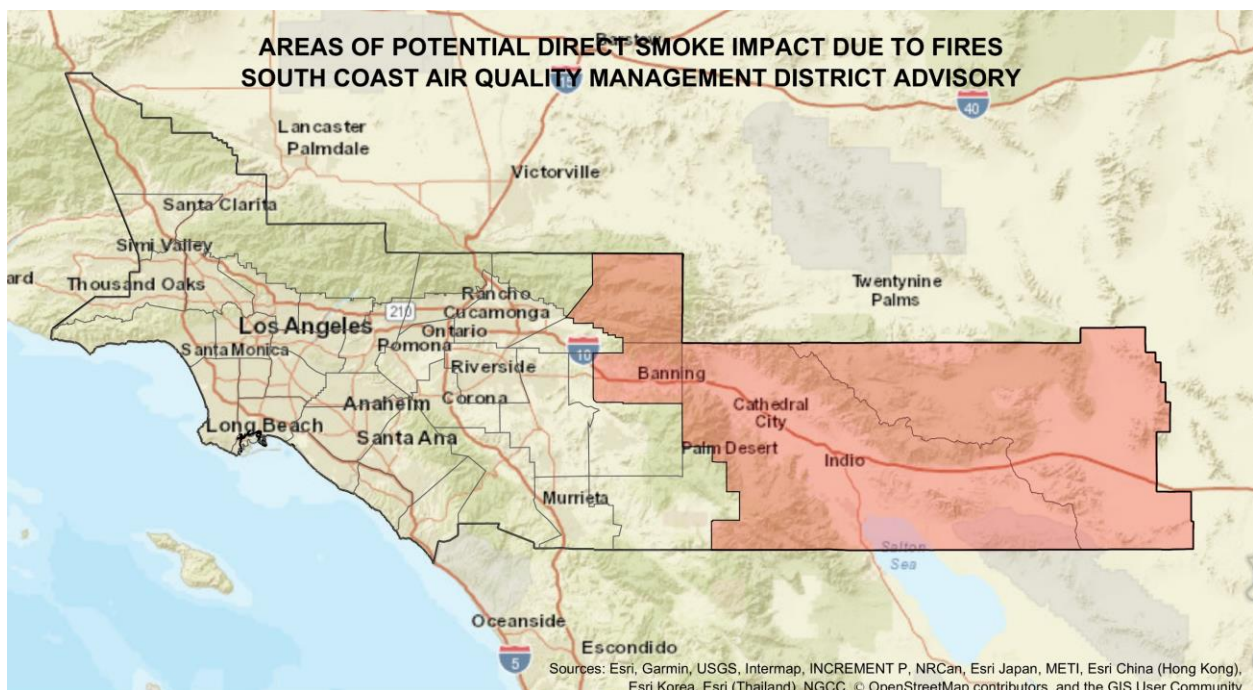 AREAS OF POTENTIAL DIRECT SMOKE IMPACT DUE TO FIRES
Barstow
SOUTH COAST AIR QUALITY MANAGEMENT DISTRICT ADVISORY
15
40
Lancaster
Palmdale
Victorville
Santa Clarita
Simi Valley
ard
Thousand Oaks
Twentynine
Palms
Rancho
Cucamonga
210
Los Angeles
Ontario
Pomona
Santa Monica
10
Riverside
Banning
Corona
Anaheim
Cathedral
City
Long Beach
Santa Ana
Palm Desert
Indio
Murrieta
Salton
Sea
Oceanside
Escondido
5
Sources: Esri, Garmin, USGS, Intermap, INCREMENT P, NRCan, Esri Japan, METI, Esri China (Hong Kong),
Esri Korea, Esri (Thailand), NGCC, © OpenStreetMap contributors, and the GIS User Community